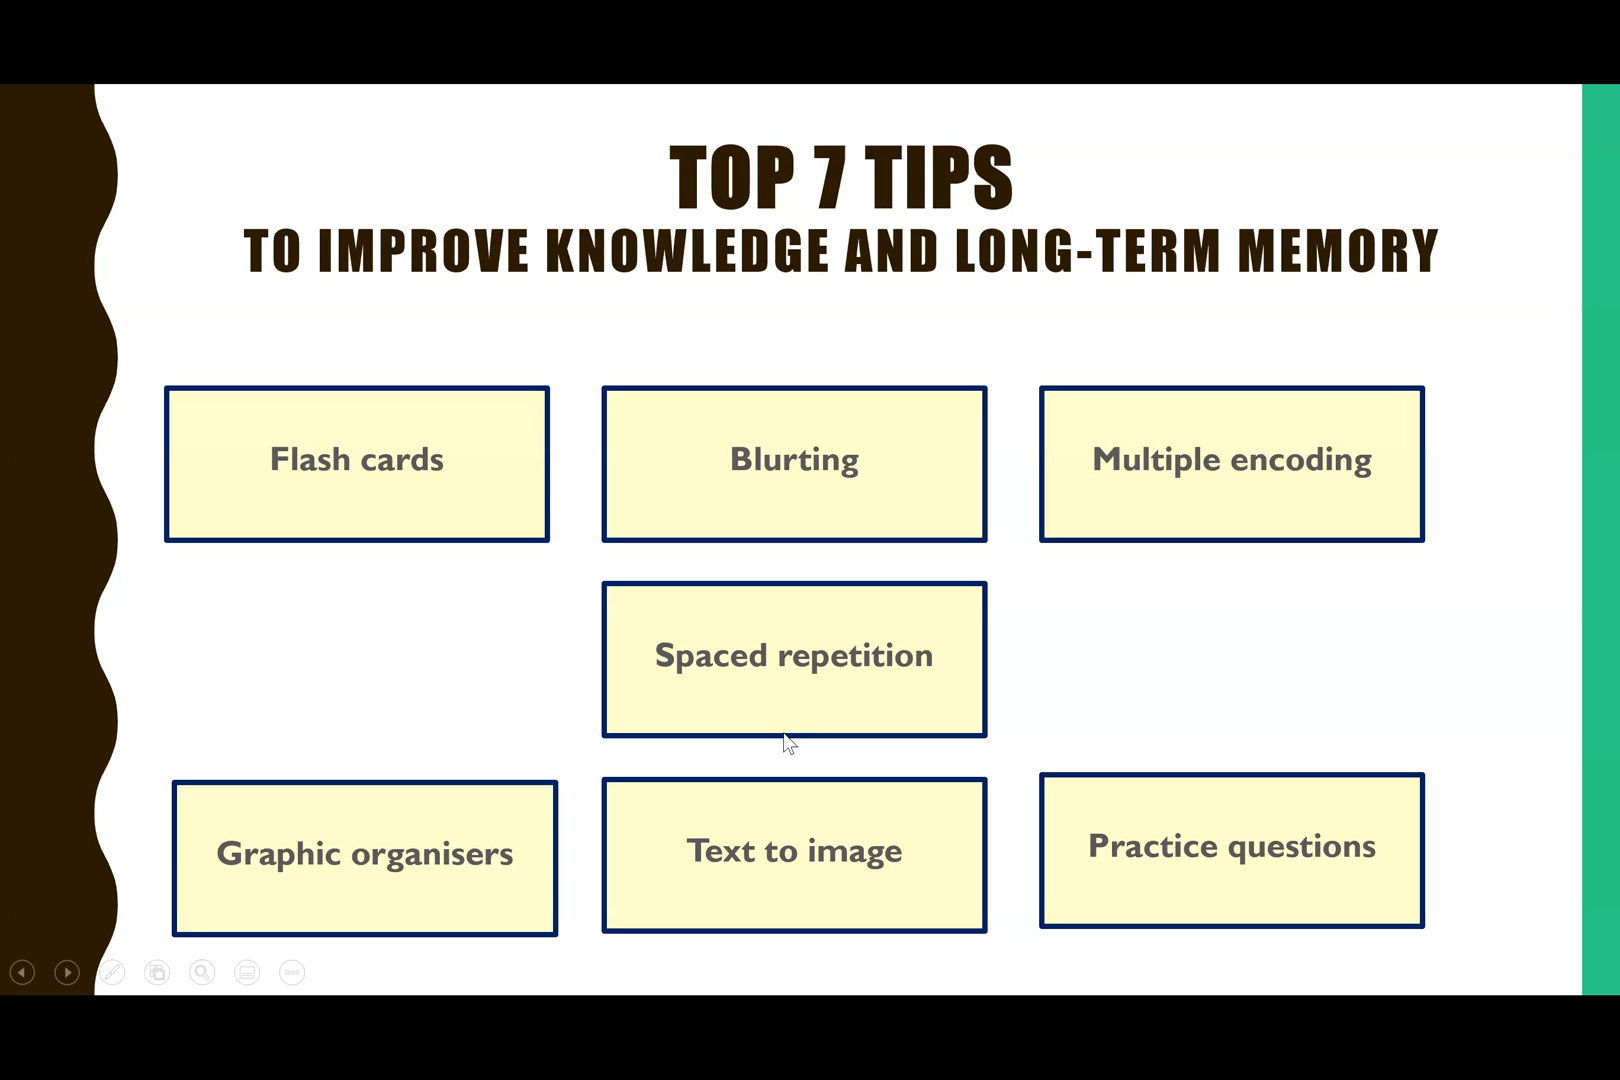 TOP 7 TIPS
TO IMPROVE KNOWLEDGE AND LONG-TERM MEMORY
Flash cards
Blurting
Multiple encoding
Spaced repetition
Graphic organisers
Text to image
Practice questions